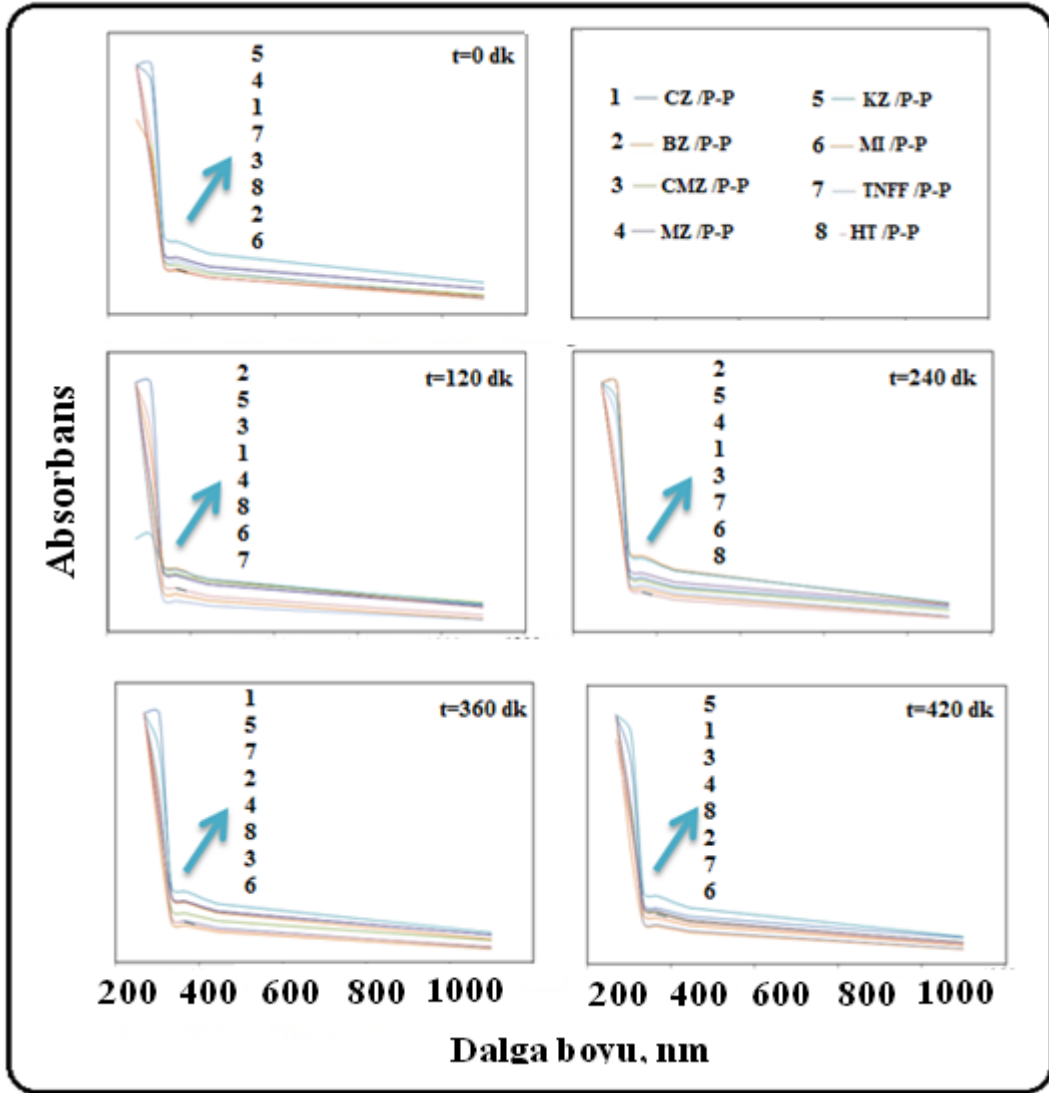 t=0 dk
5
4
1
7
3
8
2
6
1 CZ /P-P
2 BZ /P-P
3 CMZ /P-P
4 MZ /P-P
5 KZ /P-P
6 MI /P-P
7 TNFF /P-P
8 HT /P-P
t=120 dk
2
5
3
1
4
8
6
7
t=240 dk
2
5
4
1
3
7
6
8
Absorbans
t=360 dk
1
5
7
2
4
8
3
6
t=420 dk
5
1
3
4
8
2
7
6
200 400 600 800 1000
200 400 600 800 1000
Dalga boyu, nm